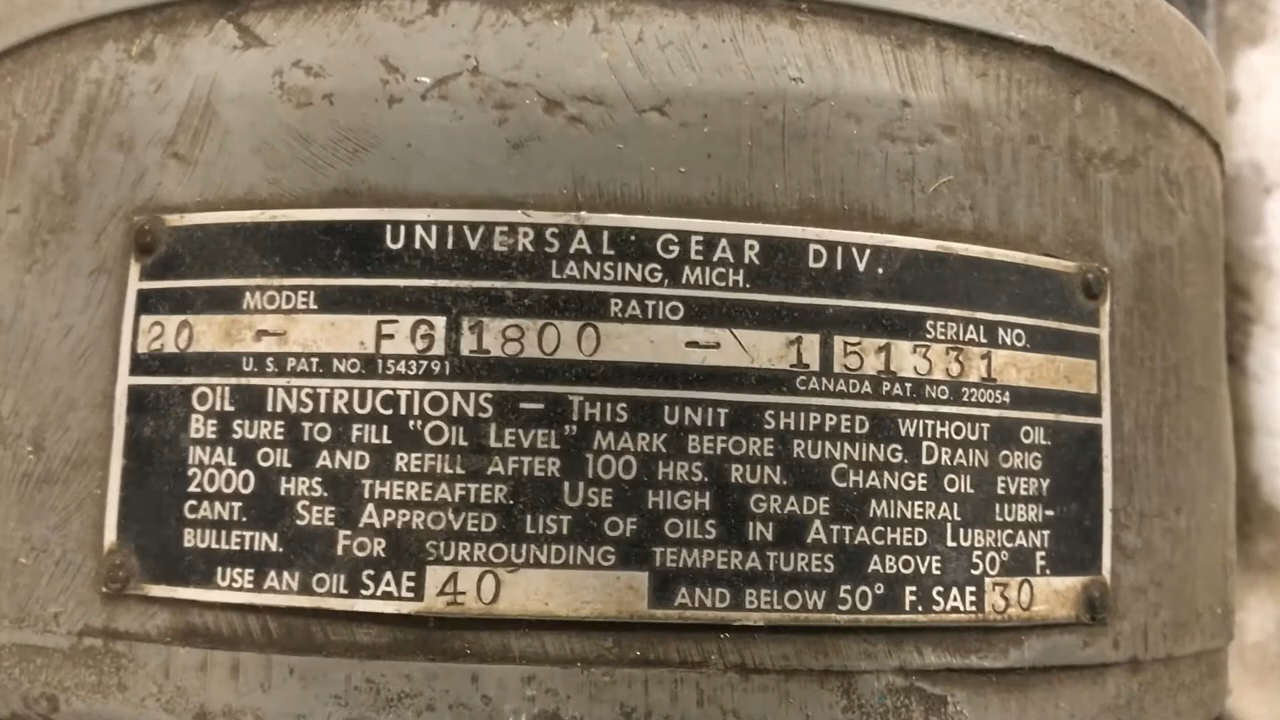 UNIVERSAL GEAR DIV.
LANSING, MICH.
MODEL RATIO SERIAL NO.
20 - FG 1800 - 1 51331
U. S. PAT. NO. 1543791 CANADA PAT. NO. 220054
OIL INSTRUCTIONS — THIS UNIT SHIPPED WITHOUT OIL.
BE SURE TO FILL "OIL LEVEL" MARK BEFORE RUNNING. DRAIN ORIG
INAL OIL AND REFILL AFTER 100 HRS. RUN. CHANGE OIL EVERY
2000 HRS. THEREAFTER. USE HIGH GRADE MINERAL LUBRI-
CANT. SEE APPROVED LIST OF OILS IN ATTACHED LUBRICANT
BULLETIN. FOR SURROUNDING TEMPERATURES ABOVE 50° F.
USE AN OIL SAE 40 AND BELOW 50° F. SAE 30